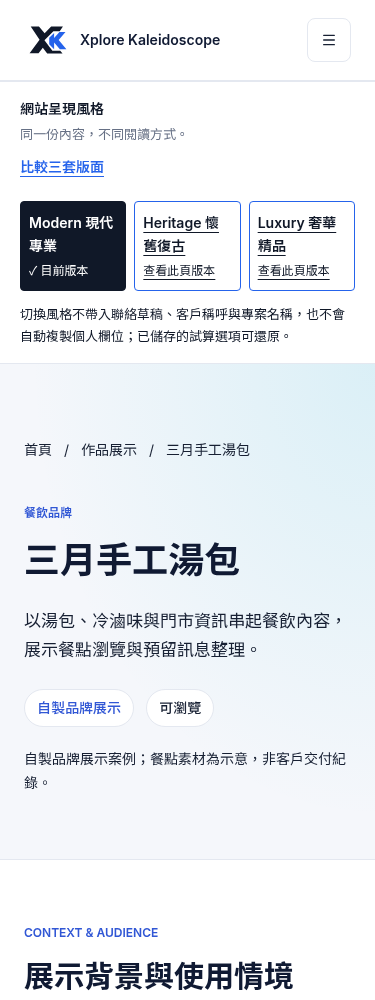 Xplore Kaleidoscope
網站呈現風格
同一份內容，不同閱讀方式。
比較三套版面
Modern 現代
專業
✓ 目前版本
Heritage 懷
舊復古
查看此頁版本
Luxury 奢華
精品
查看此頁版本
切換風格不帶入聯絡草稿、客戶稱呼與專案名稱，也不會
自動複製個人欄位；已儲存的試算選項可還原。
首頁 / 作品展示 / 三月手工湯包
餐飲品牌
三月手工湯包
以湯包、冷滷味與門市資訊串起餐飲內容，
展示餐點瀏覽與預留訊息整理。
自製品牌展示 可瀏覽
自製品牌展示案例；餐點素材為示意，非客戶交付紀
錄。
CONTEXT & AUDIENCE
展示背景與使用情境